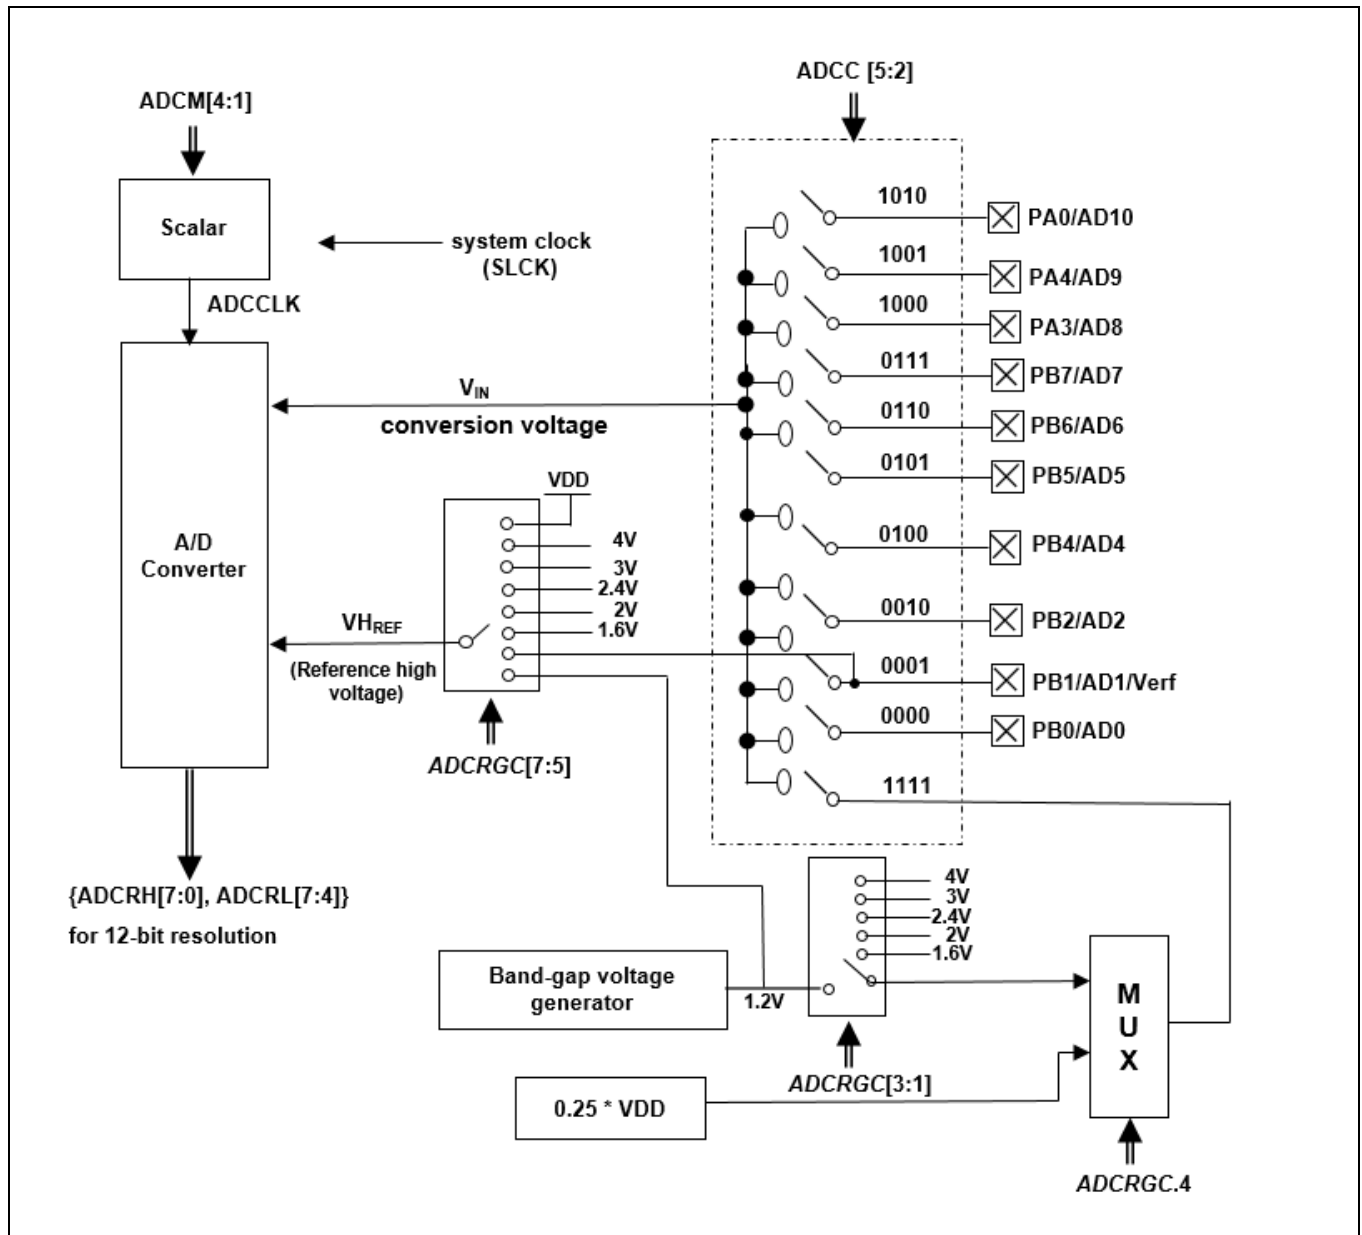 ADCC [5:2]
ADCM[4:1]
Scalar
system clock
(SLCK)
ADCCLK
1010
PA0/AD10
1001
PA4/AD9
1000
PA3/AD8
0111
PB7/AD7
0110
PB6/AD6
0101
PB5/AD5
0100
PB4/AD4
0010
PB2/AD2
0001
PB1/AD1/Verf
0000
PB0/AD0
1111
VIN
conversion voltage
VDD
4V
3V
2.4V
2V
1.6V
A/D
Converter
VHREF
(Reference high
voltage)
ADCRGC[7:5]
{ADCRH[7:0], ADCRL[7:4]}
for 12-bit resolution
4V
3V
2.4V
2V
1.6V
Band-gap voltage
generator
1.2V
M
U
X
ADCRGC[3:1]
0.25 * VDD
ADCRGC.4